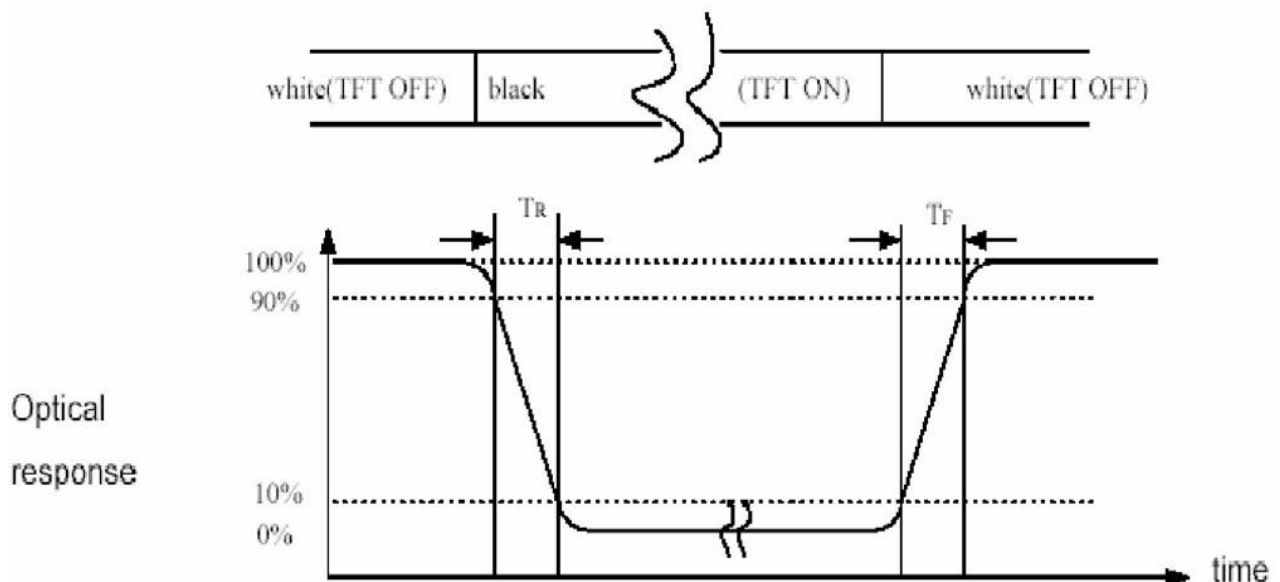 white(TFT OFF) black (TFT ON) white(TFT OFF)
TR TF
100%
90%
Optical
response
10%
0%
time